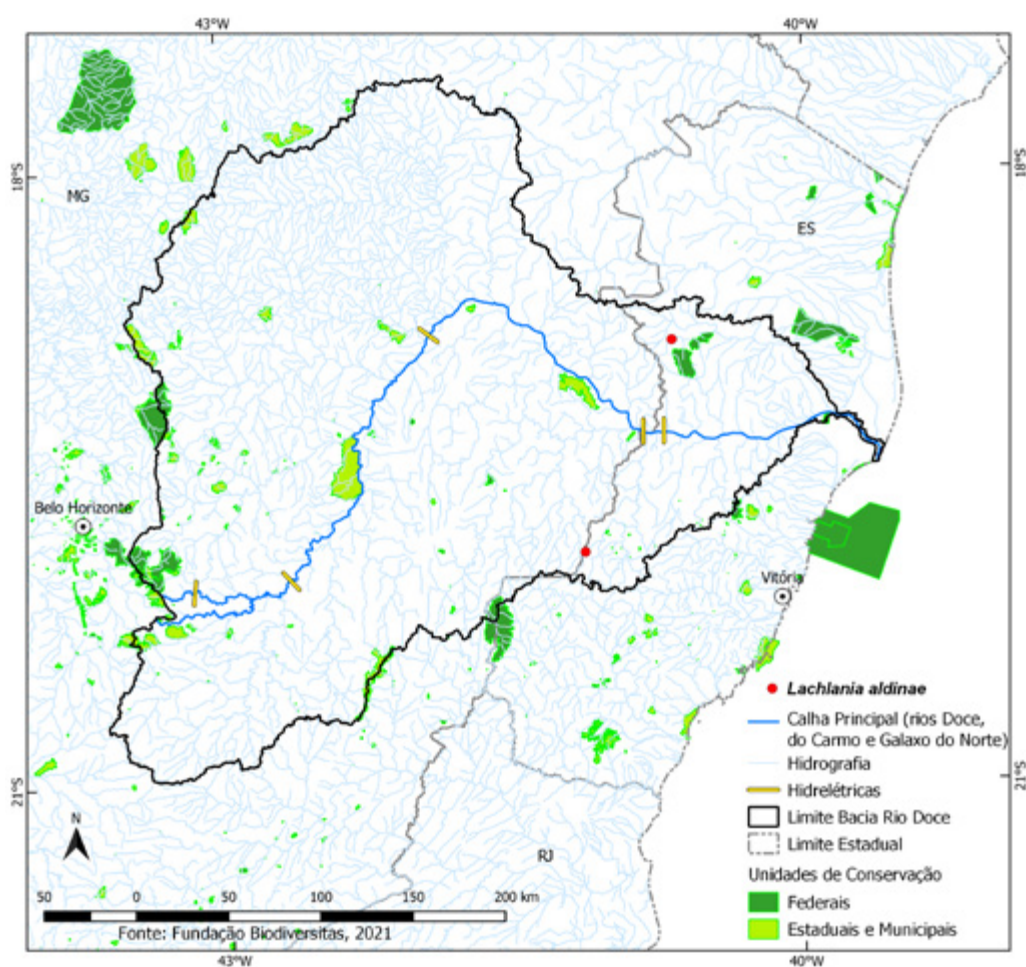 43°W
40°W
18°S
18°S
MG
ES
Belo Horizonte
Vitória
Lachlania aldinae
Calha Principal (rios Doce,
do Carmo e Galaxo do Norte)
Hidrografia
Hidrelétricas
Limite Bacia Rio Doce
Limite Estadual
Unidades de Conservação
Federais
Estaduais e Municipais
21°S
21°S
N
RJ
50 0 50 100 150 200 km
Fonte: Fundação Biodiversitas, 2021
43°W
40°W